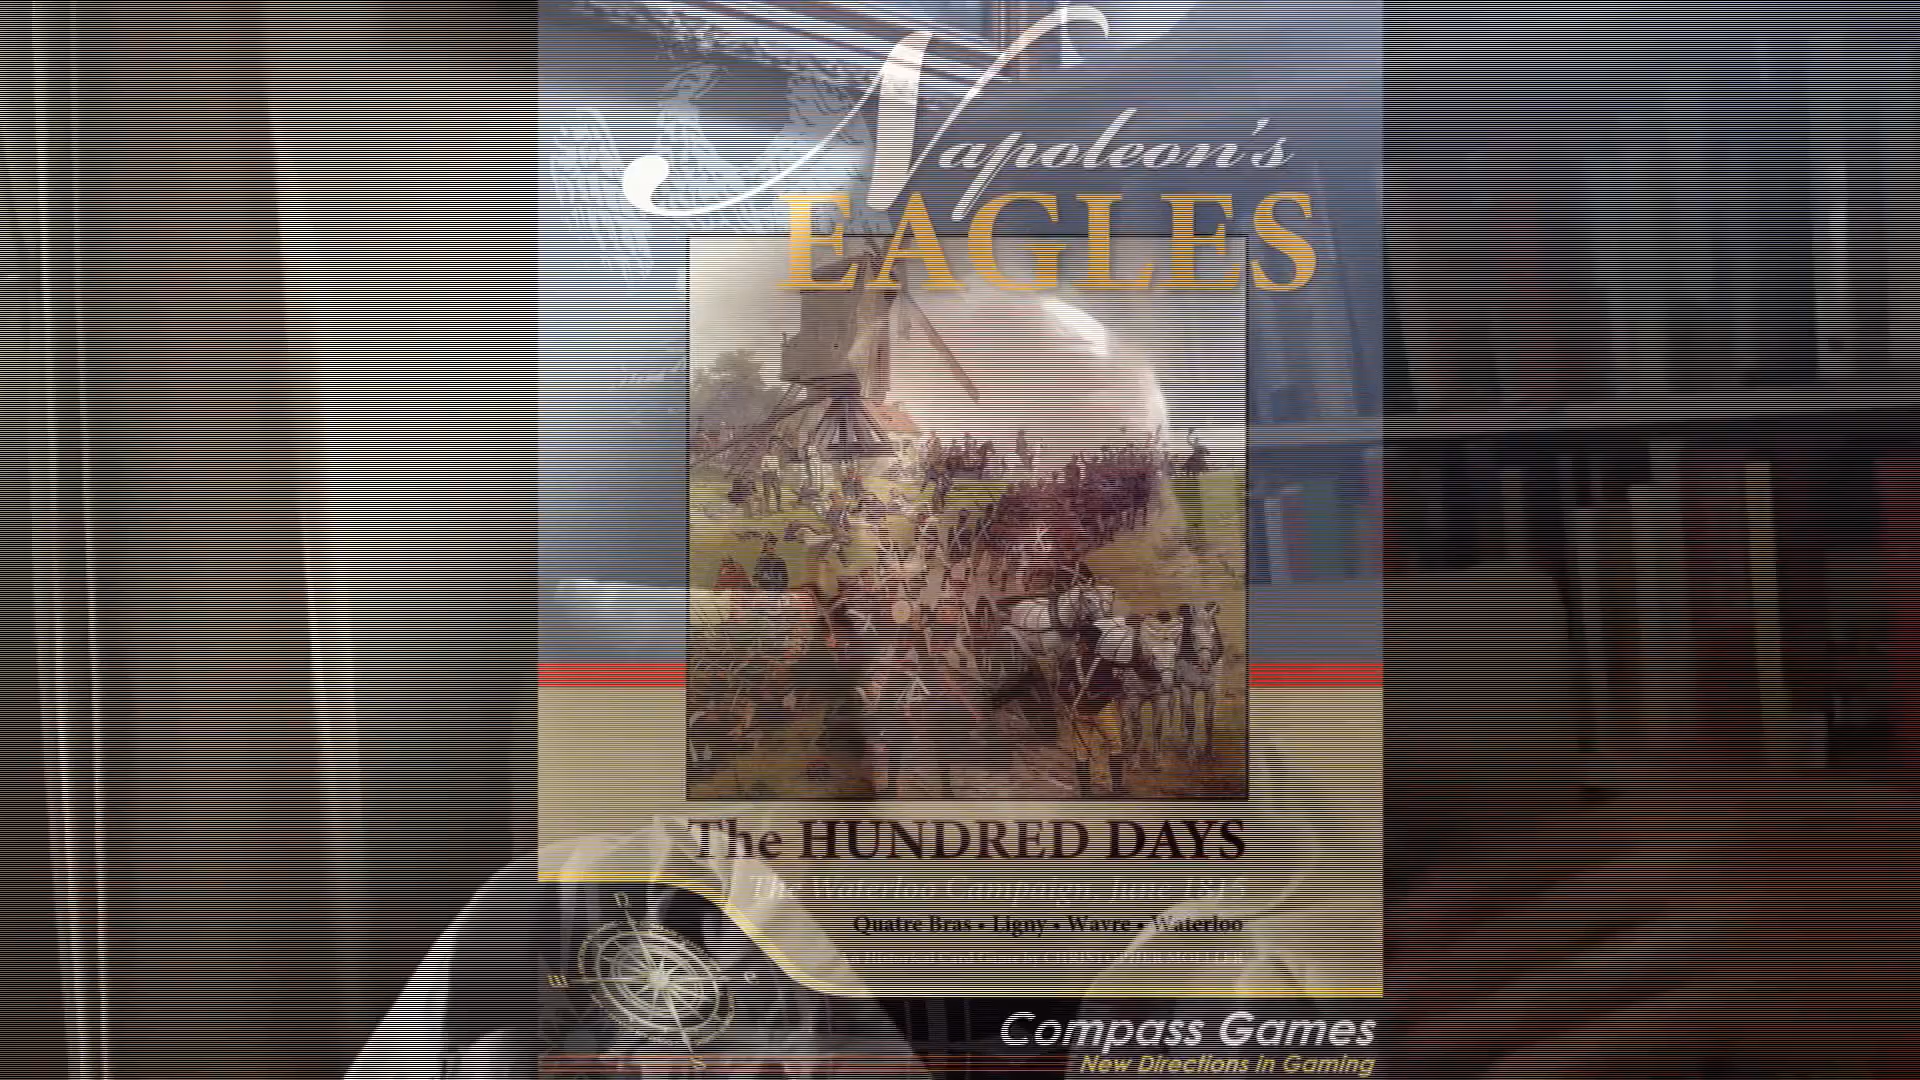 Napoleon's
EAGLES
The HUNDRED DAYS
The Waterloo Campaign, June 1815
Quatre Bras • Ligny • Wavre • Waterloo
N
E
S
Compass Games
New Directions in Gaming